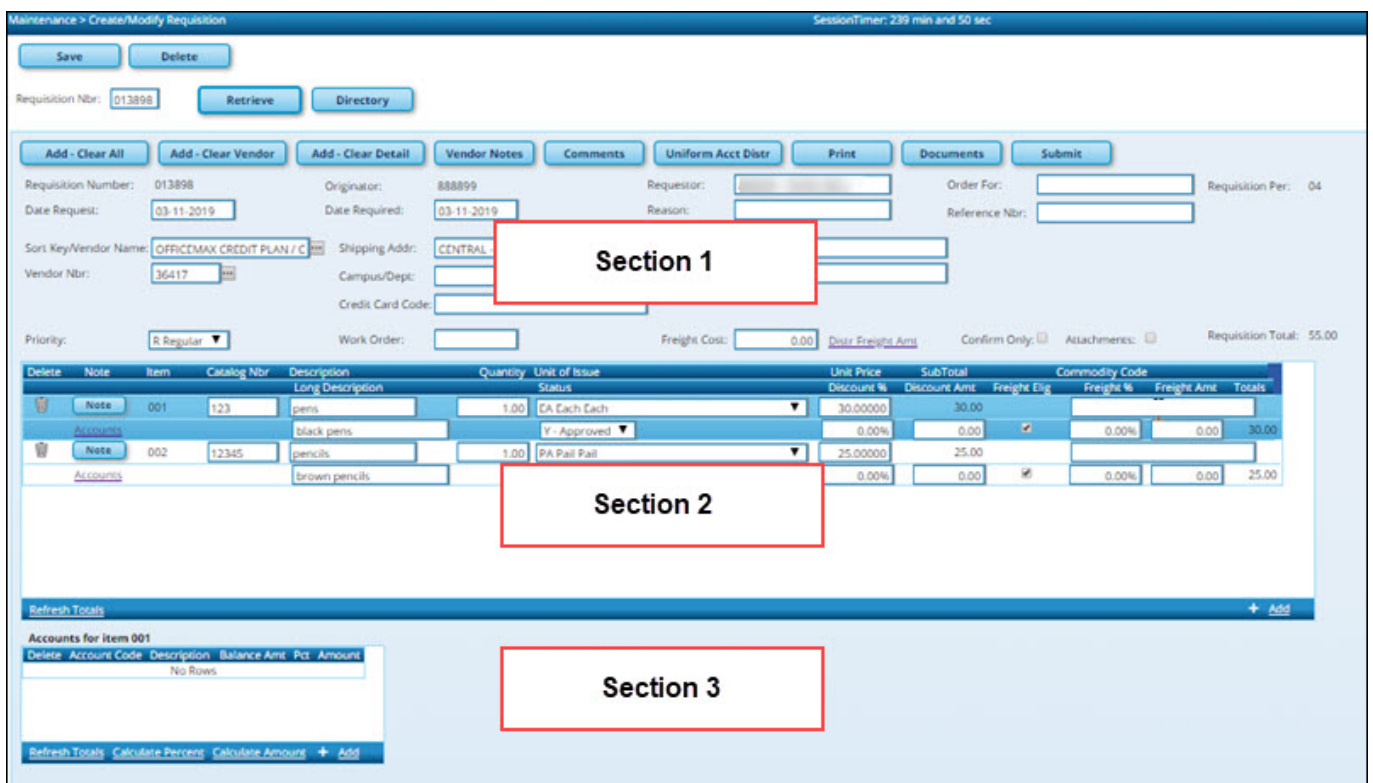 Maintenance > Create/Modify Requisition SessionTimer: 239 min and 50 sec
Save Delete
Requisition Nbr: 013898 Retrieve Directory
Add - Clear All Add - Clear Vendor Add - Clear Detail Vendor Notes Comments Uniform Acct Distr Print Documents Submit
Requisition Number: 013898 Originator: 888899 Requestor: Order For: Requisition Per: 04
Date Request: 03-11-2019 Date Required: 03-11-2019 Reason: Reference Nbr:
Sort Key/Vendor Name: OFFICEMAX CREDIT PLAN / C Shipping Addr: CENTRAL -
Section 1
Vendor Nbr: 36417 Campus/Dept:
Credit Card Code:
Priority: R Regular Work Order: Freight Cost: 0.00 Distr Freight Amt Confirm Only: Attachments: Requisition Total: 55.00
Delete Note Item Catalog Nbr Description Quantity Unit of Issue Unit Price SubTotal Commodity Code
Long Description Status Discount % Discount Amt Freight Elig Freight % Freight Amt Totals
Note 001 123 pens 1.00 EA Each Each 30.00000 30.00
Accounts black pens Y - Approved 0.00% 0.00 0.00% 0.00 30.00
Note 002 12345 pencils 1.00 PA Pail Pail 25.00000 25.00
Accounts brown pencils 0.00% 0.00 0.00% 0.00 25.00
Section 2
Refresh Totals + Add
Accounts for item 001
Delete Account Code Description Balance Amt Pct Amount
No Rows
Section 3
Refresh Totals Calculate Percent Calculate Amount + Add